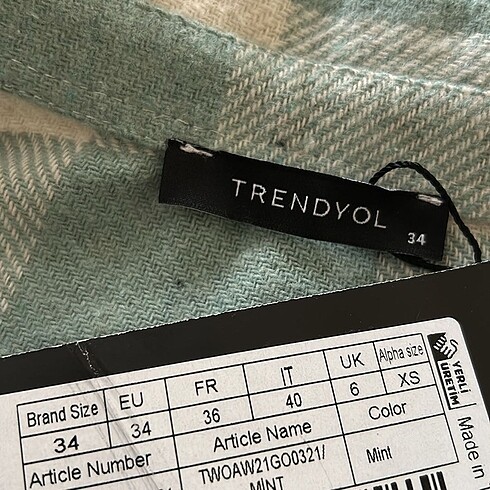 TRENDYOL
34
Brand Size EU FR IT UK Alpha size
34 34 36 40 6 XS
Article Number Article Name Color
TWOAW21GO0321/
MINT
Mint
YERLİ
ÜRETİM
Made in